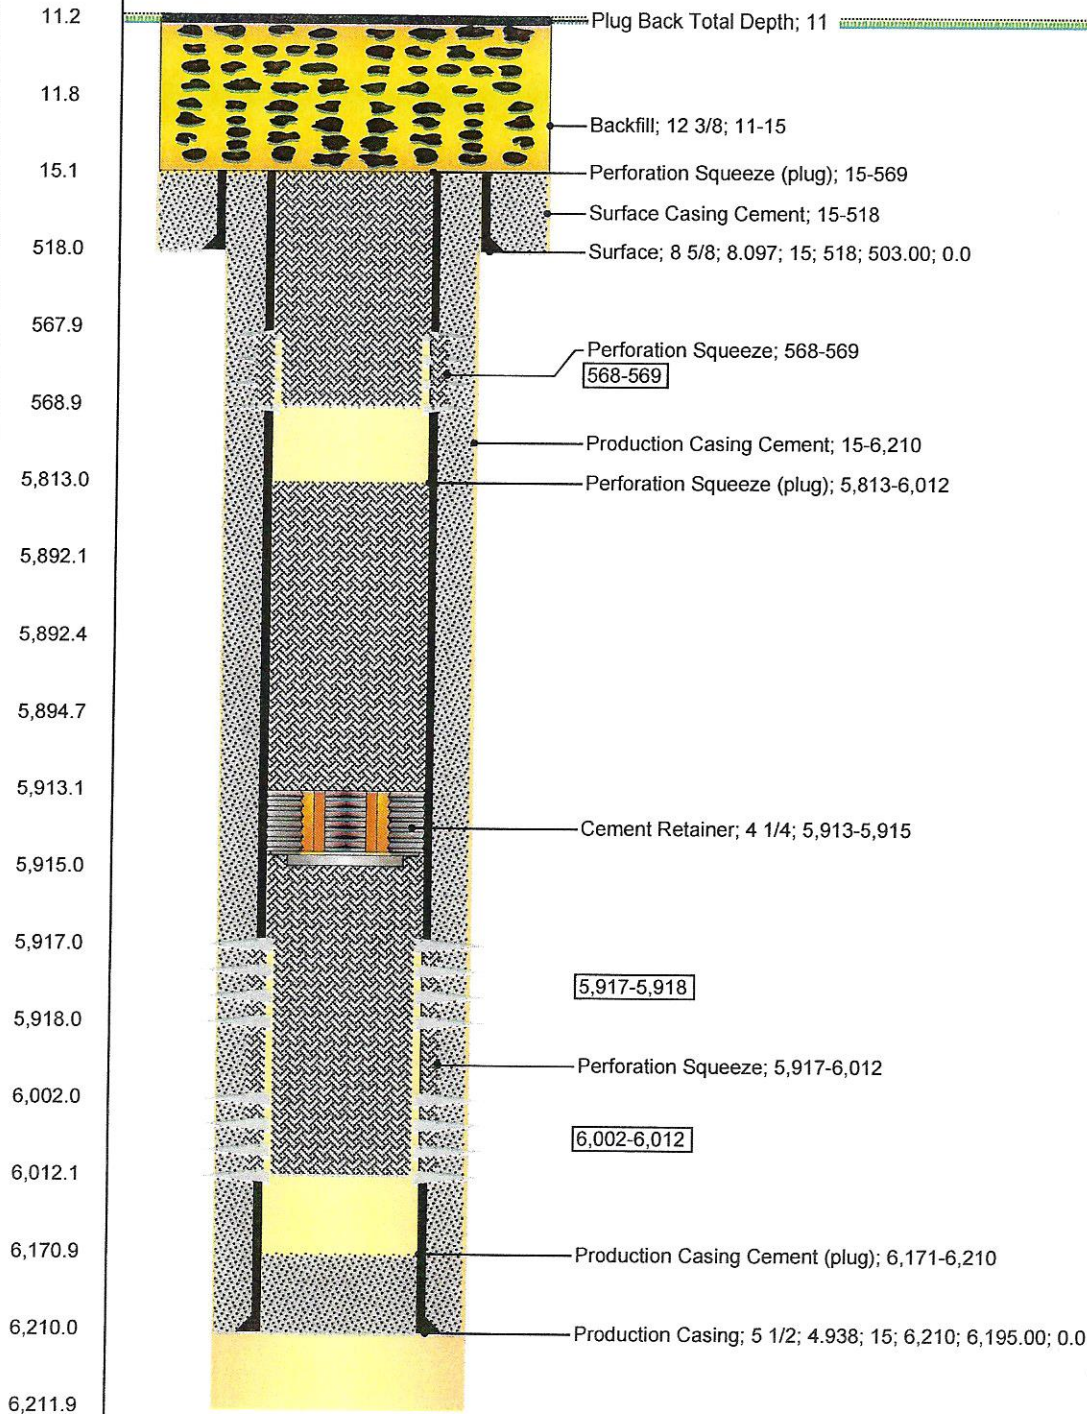 11.2
Plug Back Total Depth; 11
11.8
Backfill; 12 3/8; 11-15
15.1
Perforation Squeeze (plug); 15-569
Surface Casing Cement; 15-518
518.0
Surface; 8 5/8; 8.097; 15; 518; 503.00; 0.0
567.9
Perforation Squeeze; 568-569
568-569
568.9
Production Casing Cement; 15-6,210
5,813.0
Perforation Squeeze (plug); 5,813-6,012
5,892.1
5,892.4
5,894.7
5,913.1
Cement Retainer; 4 1/4; 5,913-5,915
5,915.0
5,917.0
5,917-5,918
5,918.0
Perforation Squeeze; 5,917-6,012
6,002.0
6,002-6,012
6,012.1
6,170.9
Production Casing Cement (plug); 6,171-6,210
6,210.0
Production Casing; 5 1/2; 4.938; 15; 6,210; 6,195.00; 0.0
6,211.9